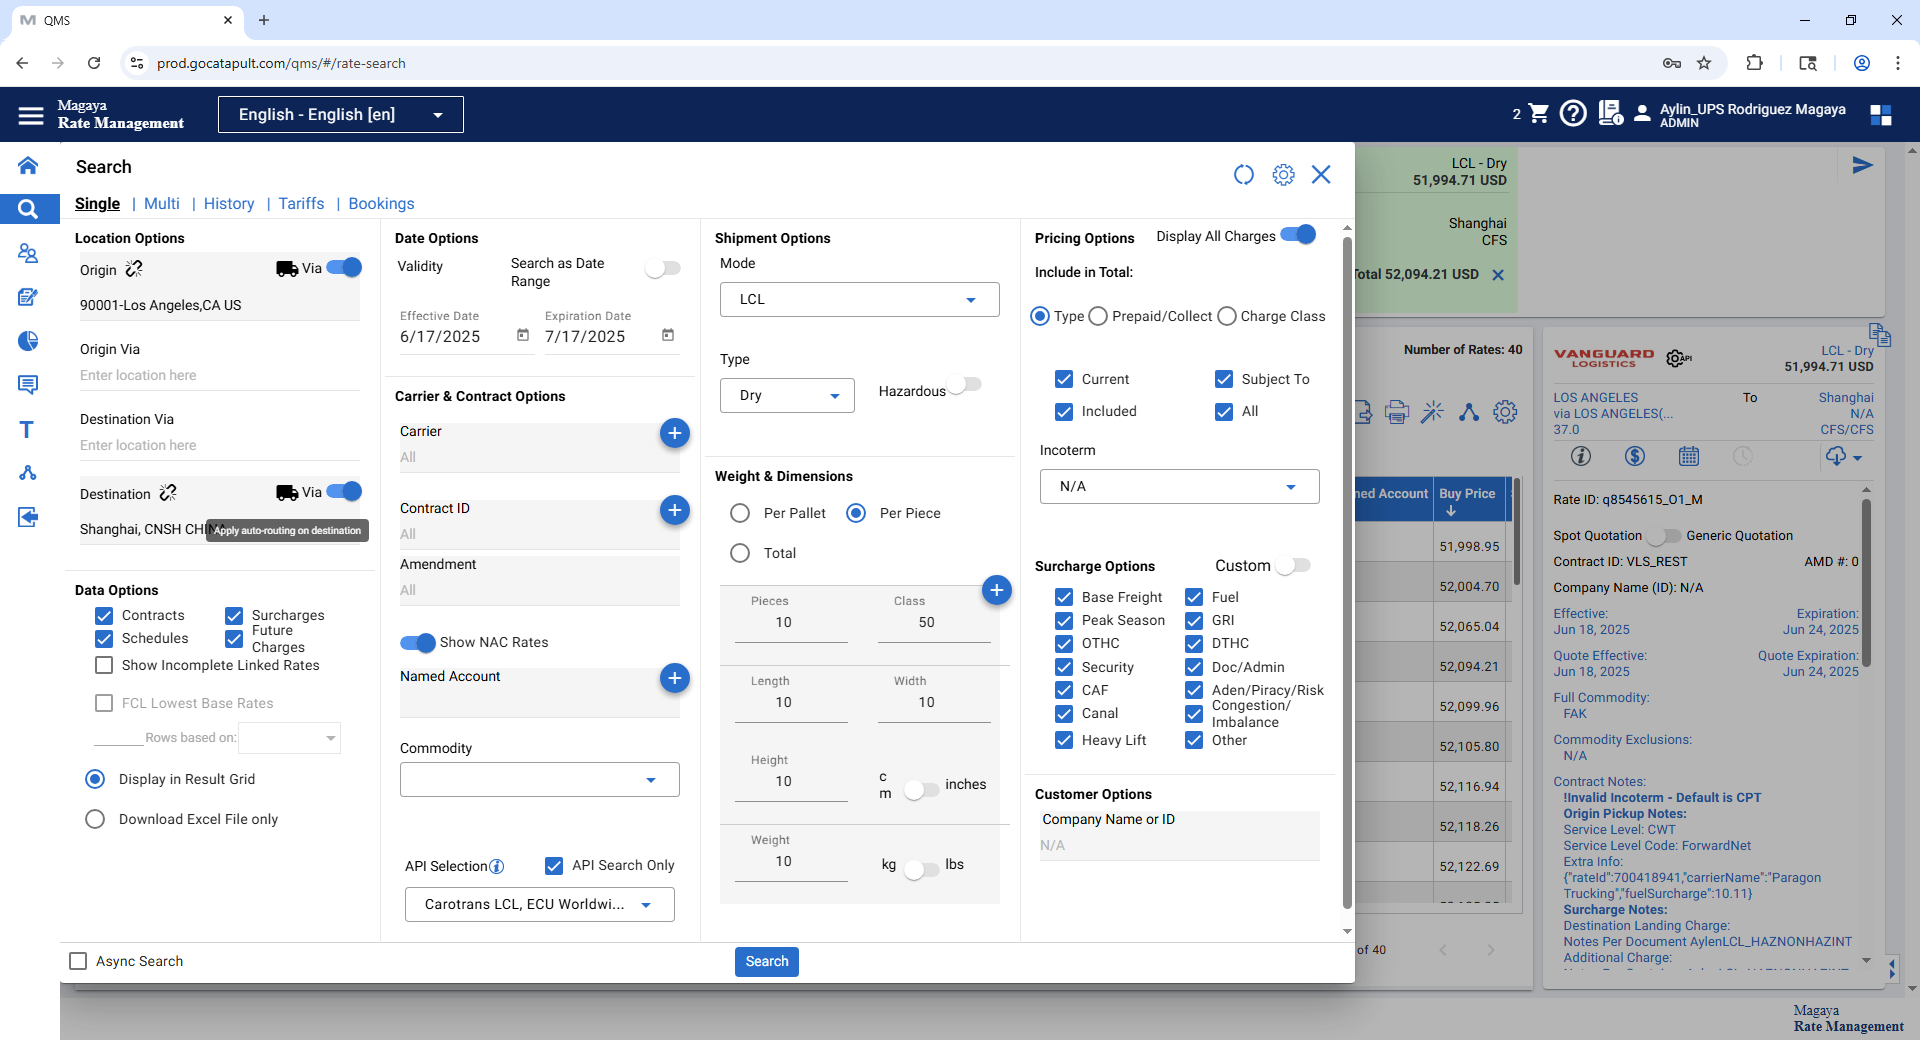 QMS
prod.gocatapult.com/qms/#/rate-search
Magaya
Rate Management
English - English [en]
2
Aylin_UPS Rodriguez Magaya
ADMIN
Search
Single | Multi | History | Tariffs | Bookings
Location Options
Origin
Via
90001-Los Angeles,CA US
Origin Via
Enter location here
Destination Via
Enter location here
Destination
Via
Shanghai, CNSH CHINA
Apply auto-routing on destination
Data Options
Contracts
Surcharges
Schedules
Future
Charges
Show Incomplete Linked Rates
FCL Lowest Base Rates
Rows based on:
Display in Result Grid
Download Excel File only
Date Options
Validity
Search as Date
Range
Effective Date
Expiration Date
6/17/2025
7/17/2025
Carrier & Contract Options
Carrier
All
Contract ID
All
Amendment
All
Show NAC Rates
Named Account
Commodity
API Selection
API Search Only
Carotrans LCL, ECU Worldwi...
Shipment Options
Mode
LCL
Type
Dry
Hazardous
Weight & Dimensions
Per Pallet
Per Piece
Total
Pieces
Class
10
50
Length
Width
10
10
Height
10
c
m
inches
Weight
10
kg
lbs
Pricing Options
Display All Charges
Include in Total:
Type
Prepaid/Collect
Charge Class
Current
Subject To
Included
All
Incoterm
N/A
Surcharge Options
Custom
Base Freight
Fuel
Peak Season
GRI
OTHC
DTHC
Security
Doc/Admin
CAF
Aden/Piracy/Risk
Canal
Congestion/
Imbalance
Heavy Lift
Other
Customer Options
Company Name or ID
N/A
Async Search
Search
LCL - Dry
51,994.71 USD
Shanghai
CFS
Total 52,094.21 USD
Number of Rates: 40
ned Account
Buy Price
51,998.95
52,004.70
52,065.04
52,094.21
52,099.96
52,105.80
52,116.94
52,118.26
52,122.69
of 40
VANGUARD
LOGISTICS
API
LCL - Dry
51,994.71 USD
LOS ANGELES
To
Shanghai
via LOS ANGELES(...
N/A
37.0
CFS/CFS
Rate ID: q8545615_O1_M
Spot Quotation
Generic Quotation
Contract ID: VLS_REST
AMD #: 0
Company Name (ID): N/A
Effective:
Expiration:
Jun 18, 2025
Jun 24, 2025
Quote Effective:
Quote Expiration:
Jun 18, 2025
Jun 24, 2025
Full Commodity:
FAK
Commodity Exclusions:
N/A
Contract Notes:
!Invalid Incoterm - Default is CPT
Origin Pickup Notes:
Service Level: CWT
Service Level Code: ForwardNet
Extra Info:
{"rateId":700418941,"carrierName":"Paragon
Trucking","fuelSurcharge":10.11}
Surcharge Notes:
Destination Landing Charge:
Notes Per Document AylenLCL_HAZNONHAZINT
Additional Charge:
Magaya
Rate Management